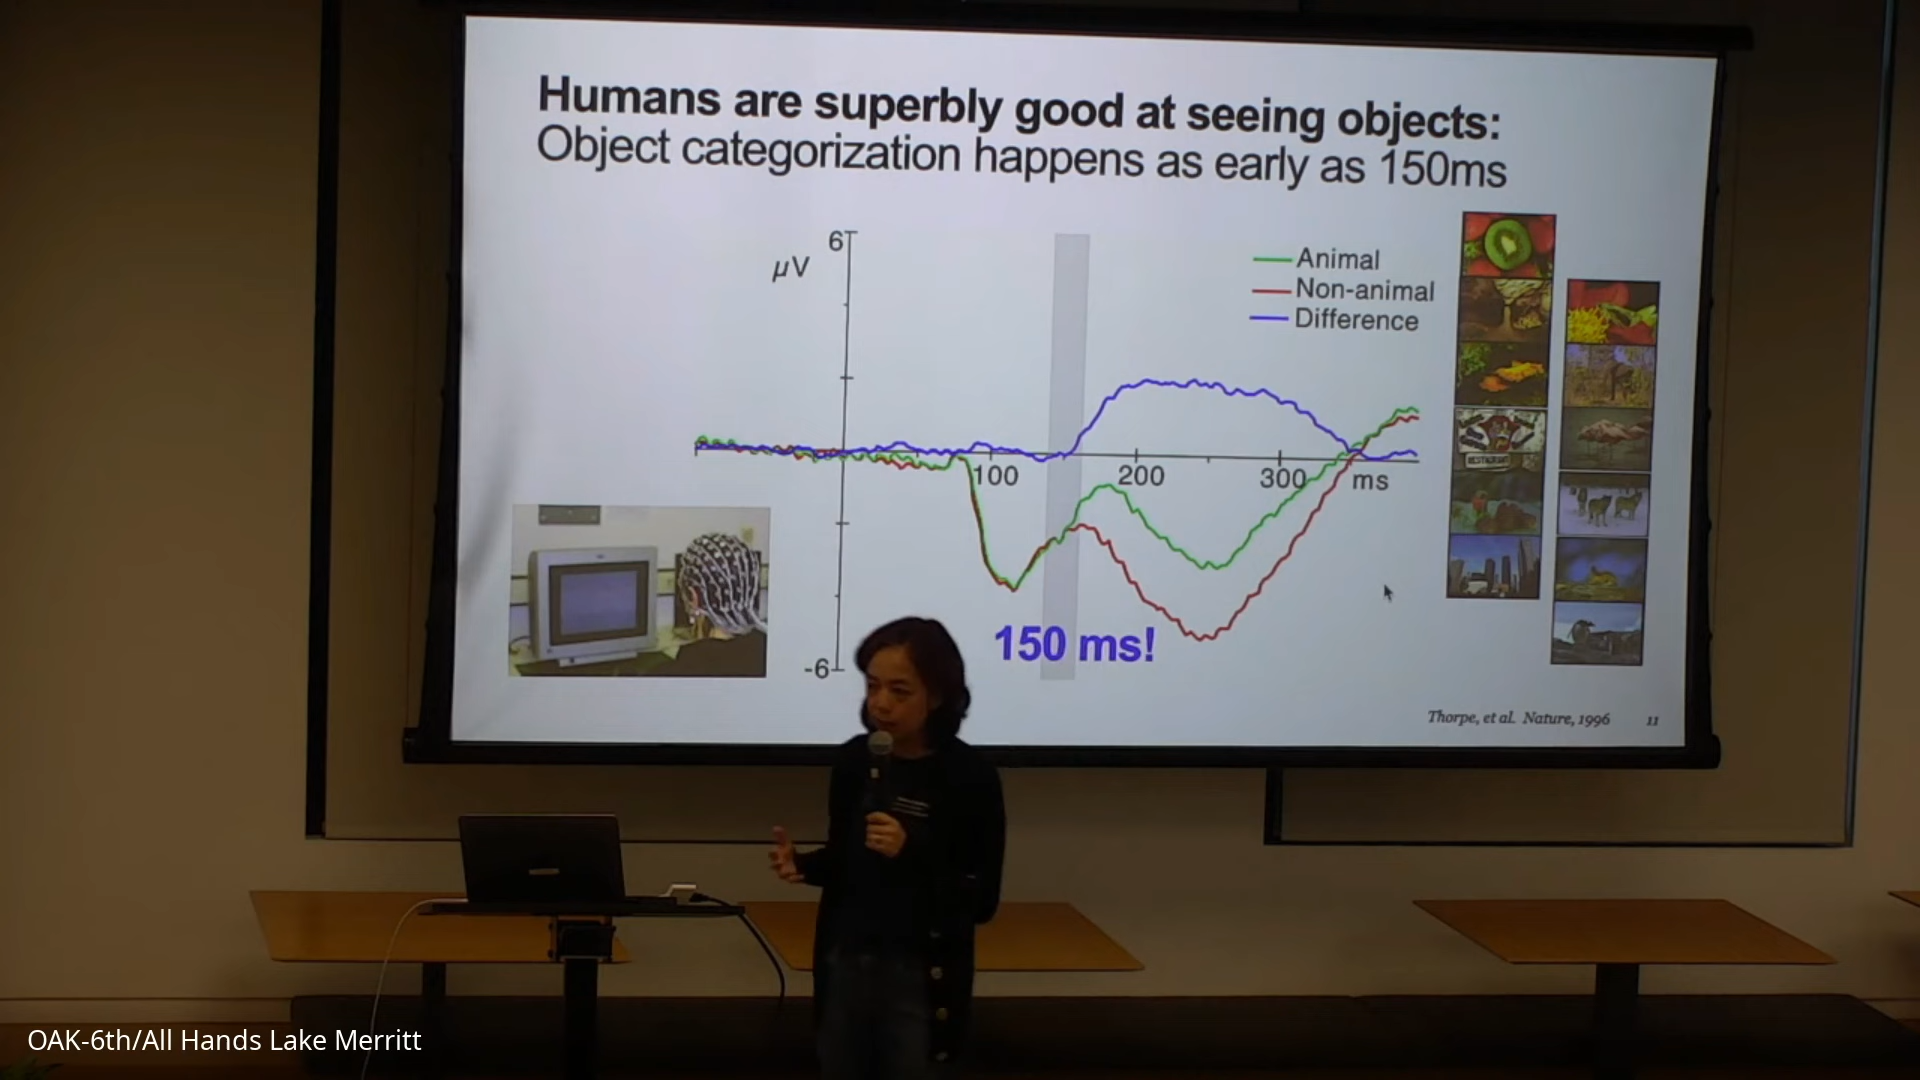 Humans are superbly good at seeing objects:
Object categorization happens as early as 150ms
6
µV
Animal
Non-animal
Difference
100
200
300
ms
RESTAURANT
150 ms!
-6
Thorpe, et al. Nature, 1996
11
OAK-6th/All Hands Lake Merritt